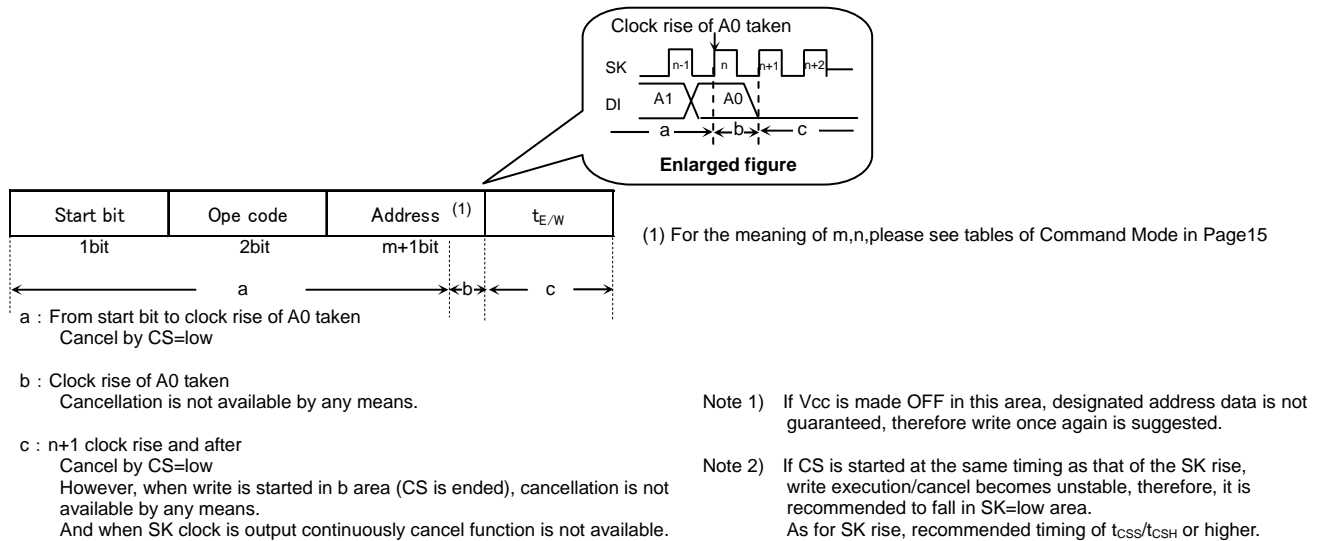 Clock rise of A0 taken
SK n-1 n n+1 n+2
DI A1 A0
a b c
Enlarged figure
Start bit Ope code Address (1) tE/W
1bit 2bit m+1bit
(1) For the meaning of m,n,please see tables of Command Mode in Page15
a b c
a : From start bit to clock rise of A0 taken
Cancel by CS=low
b : Clock rise of A0 taken
Cancellation is not available by any means.
c : n+1 clock rise and after
Cancel by CS=low
However, when write is started in b area (CS is ended), cancellation is not
available by any means.
And when SK clock is output continuously cancel function is not available.
Note 1) If Vcc is made OFF in this area, designated address data is not
guaranteed, therefore write once again is suggested.
Note 2) If CS is started at the same timing as that of the SK rise,
write execution/cancel becomes unstable, therefore, it is
recommended to fall in SK=low area.
As for SK rise, recommended timing of tCSS/tCSH or higher.